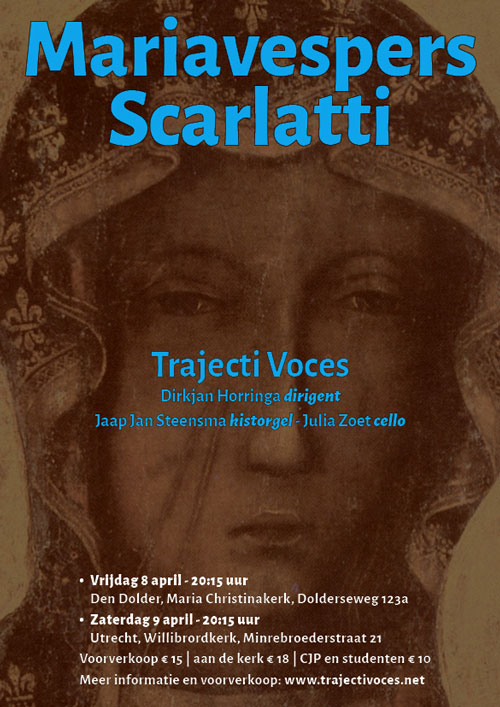 Mariavespers
Scarlatti
Trajecti Voces
Dirkjan Horringa dirigent
Jaap Jan Steensma historgel - Julia Zoet cello
• Vrijdag 8 april - 20:15 uur
Den Dolder, Maria Christinakerk, Dolderseweg 123a
• Zaterdag 9 april - 20:15 uur
Utrecht, Willibrordkerk, Minrebroederstraat 21
Voorverkoop € 15 | aan de kerk € 18 | CJP en studenten € 10
Meer informatie en voorverkoop: www.trajectivoces.net